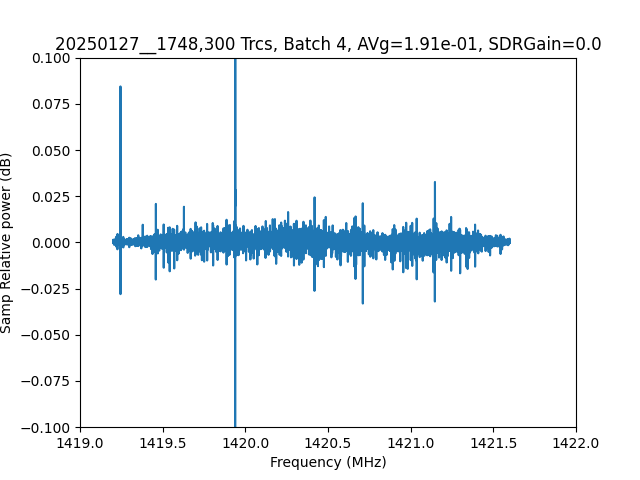 20250127__1748,300 Trcs, Batch 4, AVg=1.91e-01, SDRGain=0.0
0.100
0.075
0.050
0.025
0.000
−0.025
−0.050
−0.075
−0.100
Samp Relative power (dB)
1419.0 1419.5 1420.0 1420.5 1421.0 1421.5 1422.0
Frequency (MHz)